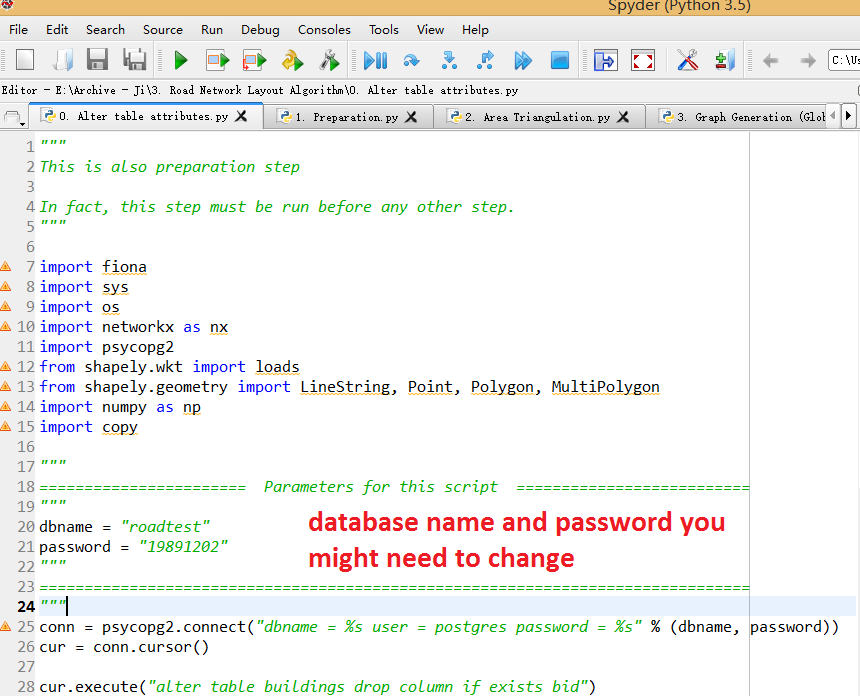 Spyder (Python 3.5)
File Edit Search Source Run Debug Consoles Tools View Help
Editor - E:\Archive - Ji\3. Road Network Layout Algorithm\0. Alter table attributes.py
0. Alter table attributes.py 1. Preparation.py 2. Area Triangulation.py 3. Graph Generation (Glob
1 """
2 This is also preparation step
3
4 In fact, this step must be run before any other step.
5 """
6
7 import fiona
8 import sys
9 import os
10 import networkx as nx
11 import psycopg2
12 from shapely.wkt import loads
13 from shapely.geometry import LineString, Point, Polygon, MultiPolygon
14 import numpy as np
15 import copy
16
17 """
18 ======================= Parameters for this script ==========================
19 """
20 dbname = "roadtest"
21 password = "19891202"
database name and password you
might need to change
22 """
23 ===============================================================================
24 """
25 conn = psycopg2.connect("dbname = %s user = postgres password = %s" % (dbname, password))
26 cur = conn.cursor()
27
28 cur.execute("alter table buildings drop column if exists bid")